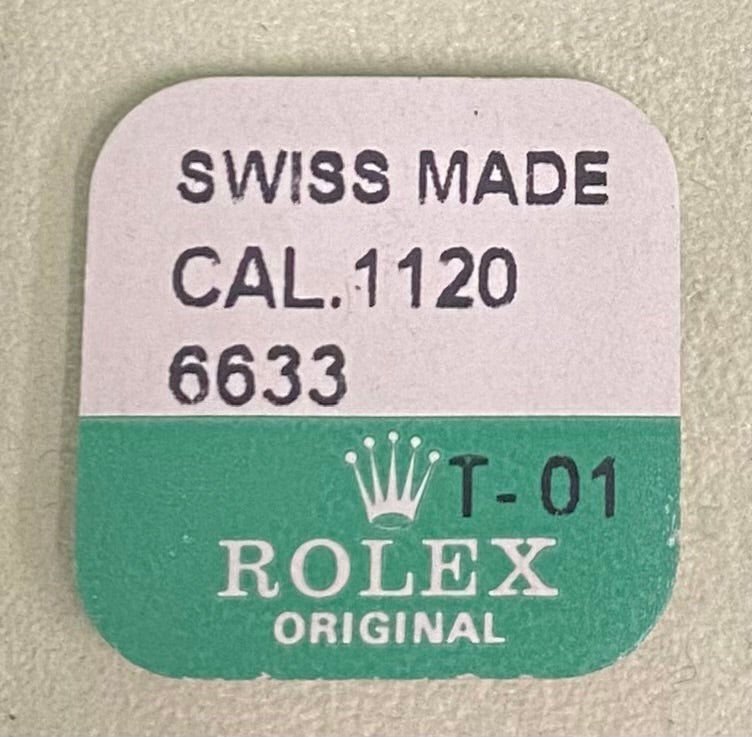 SWISS MADE
CAL.1120
6633
T-01
ROLEX
ORIGINAL